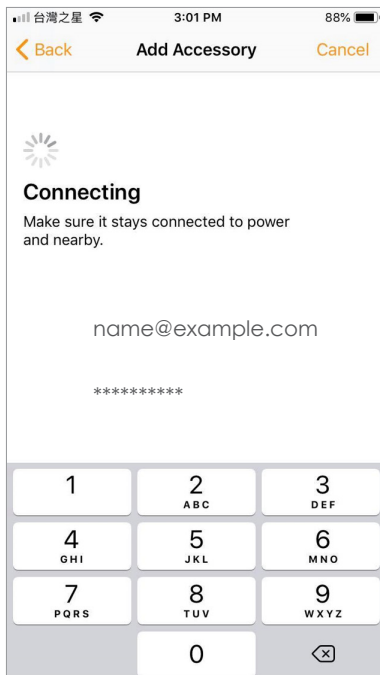 台灣之星 3:01 PM 88%
Back Add Accessory Cancel
Connecting
Make sure it stays connected to power
and nearby.
name@example.com
**********
1 2 3
ABC DEF
4 5 6
GHI JKL MNO
7 8 9
PQRS TUV WXYZ
0